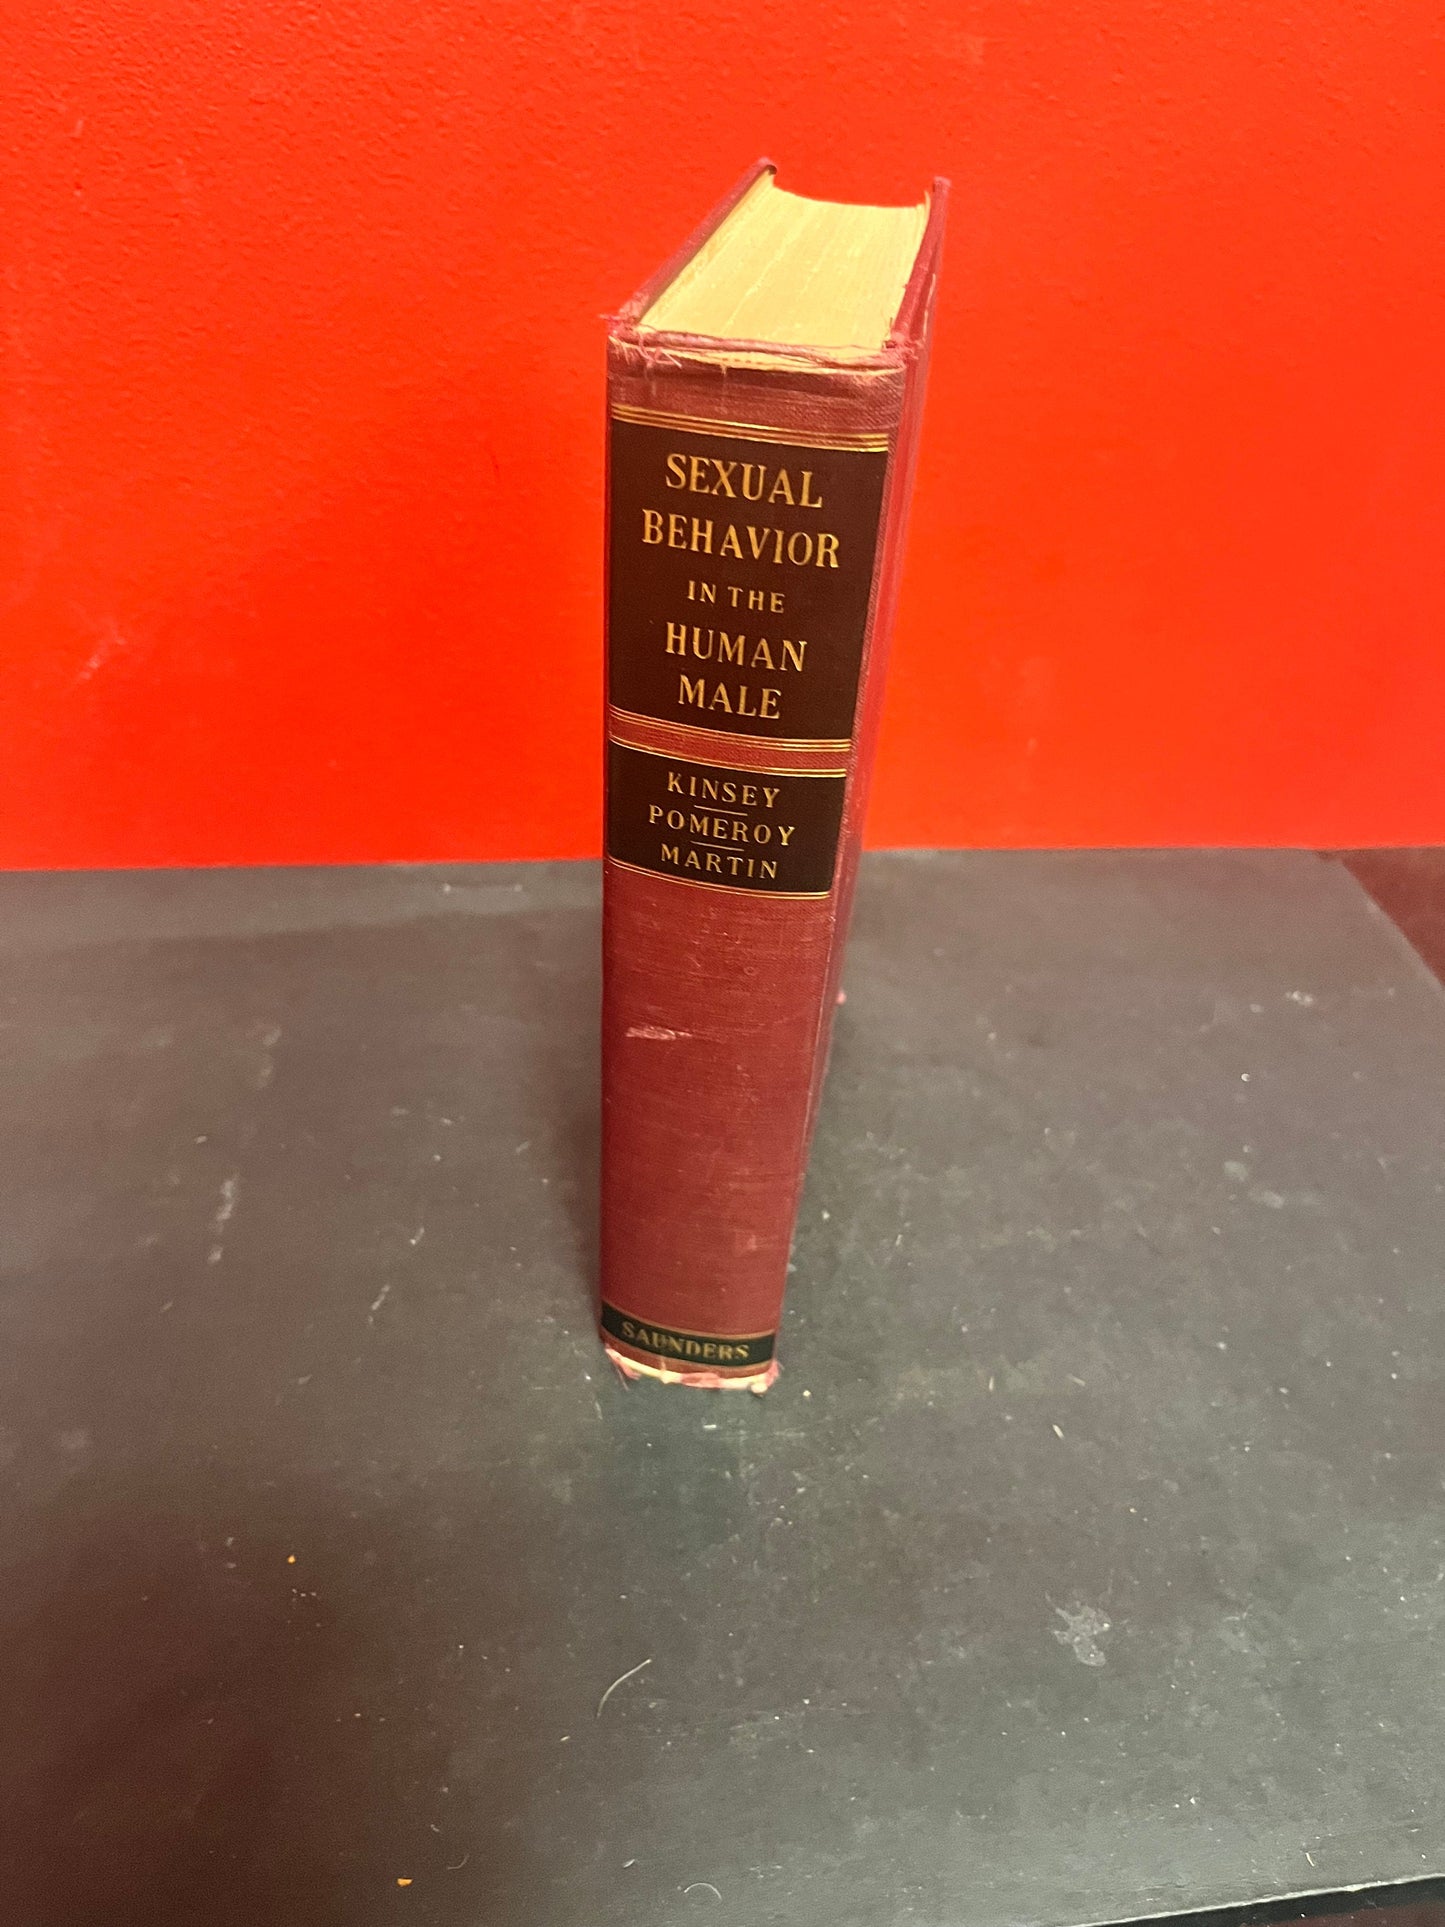 SEXUAL
BEHAVIOR
IN THE
HUMAN
MALE
KINSEY
POMEROY
MARTIN
SAUNDERS